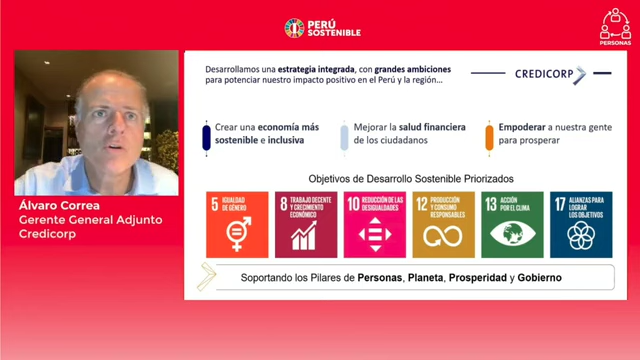 PERÚ
SOSTENIBLE
PERSONAS
Desarrollamos una estrategia integrada, con grandes ambiciones
para potenciar nuestro impacto positivo en el Perú y la región...
CREDICORP
Crear una economía más
sostenible e inclusiva
Mejorar la salud financiera
de los ciudadanos
Empoderar a nuestra gente
para prosperar
Objetivos de Desarrollo Sostenible Priorizados
5 IGUALDAD
DE GÉNERO
8 TRABAJO DECENTE
Y CRECIMIENTO
ECONÓMICO
10 REDUCCIÓN DE LAS
DESIGUALDADES
12 PRODUCCIÓN
Y CONSUMO
RESPONSABLES
13 ACCIÓN
POR EL CLIMA
17 ALIANZAS PARA
LOGRAR
LOS OBJETIVOS
Soportando los Pilares de Personas, Planeta, Prosperidad y Gobierno
Álvaro Correa
Gerente General Adjunto
Credicorp